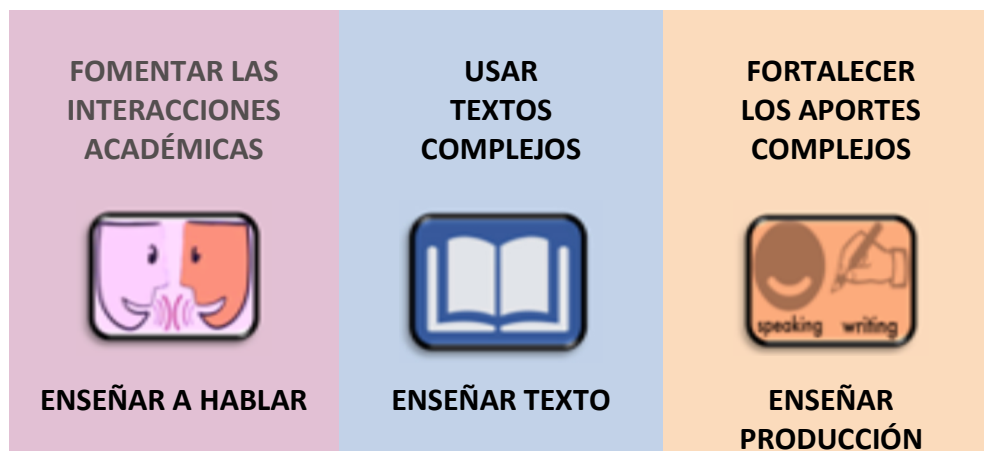 FOMENTAR LAS
INTERACCIONES
ACADÉMICAS
ENSEÑAR A HABLAR
USAR
TEXTOS
COMPLEJOS
ENSEÑAR TEXTO
FORTALECER
LOS APORTES
COMPLEJOS
speaking writing
ENSEÑAR
PRODUCCIÓN